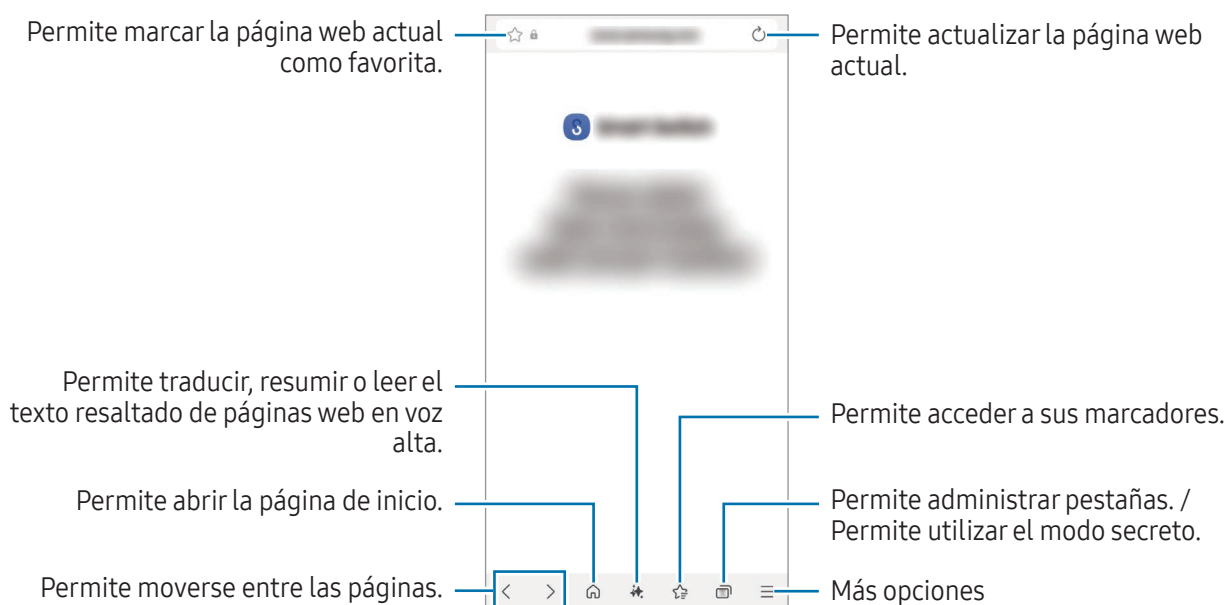 Permite marcar la página web actual
como favorita.
Permite actualizar la página web
actual.
Permite traducir, resumir o leer el
texto resaltado de páginas web en voz
alta.
Permite acceder a sus marcadores.
Permite abrir la página de inicio.
Permite administrar pestañas. /
Permite utilizar el modo secreto.
Permite moverse entre las páginas.
Más opciones